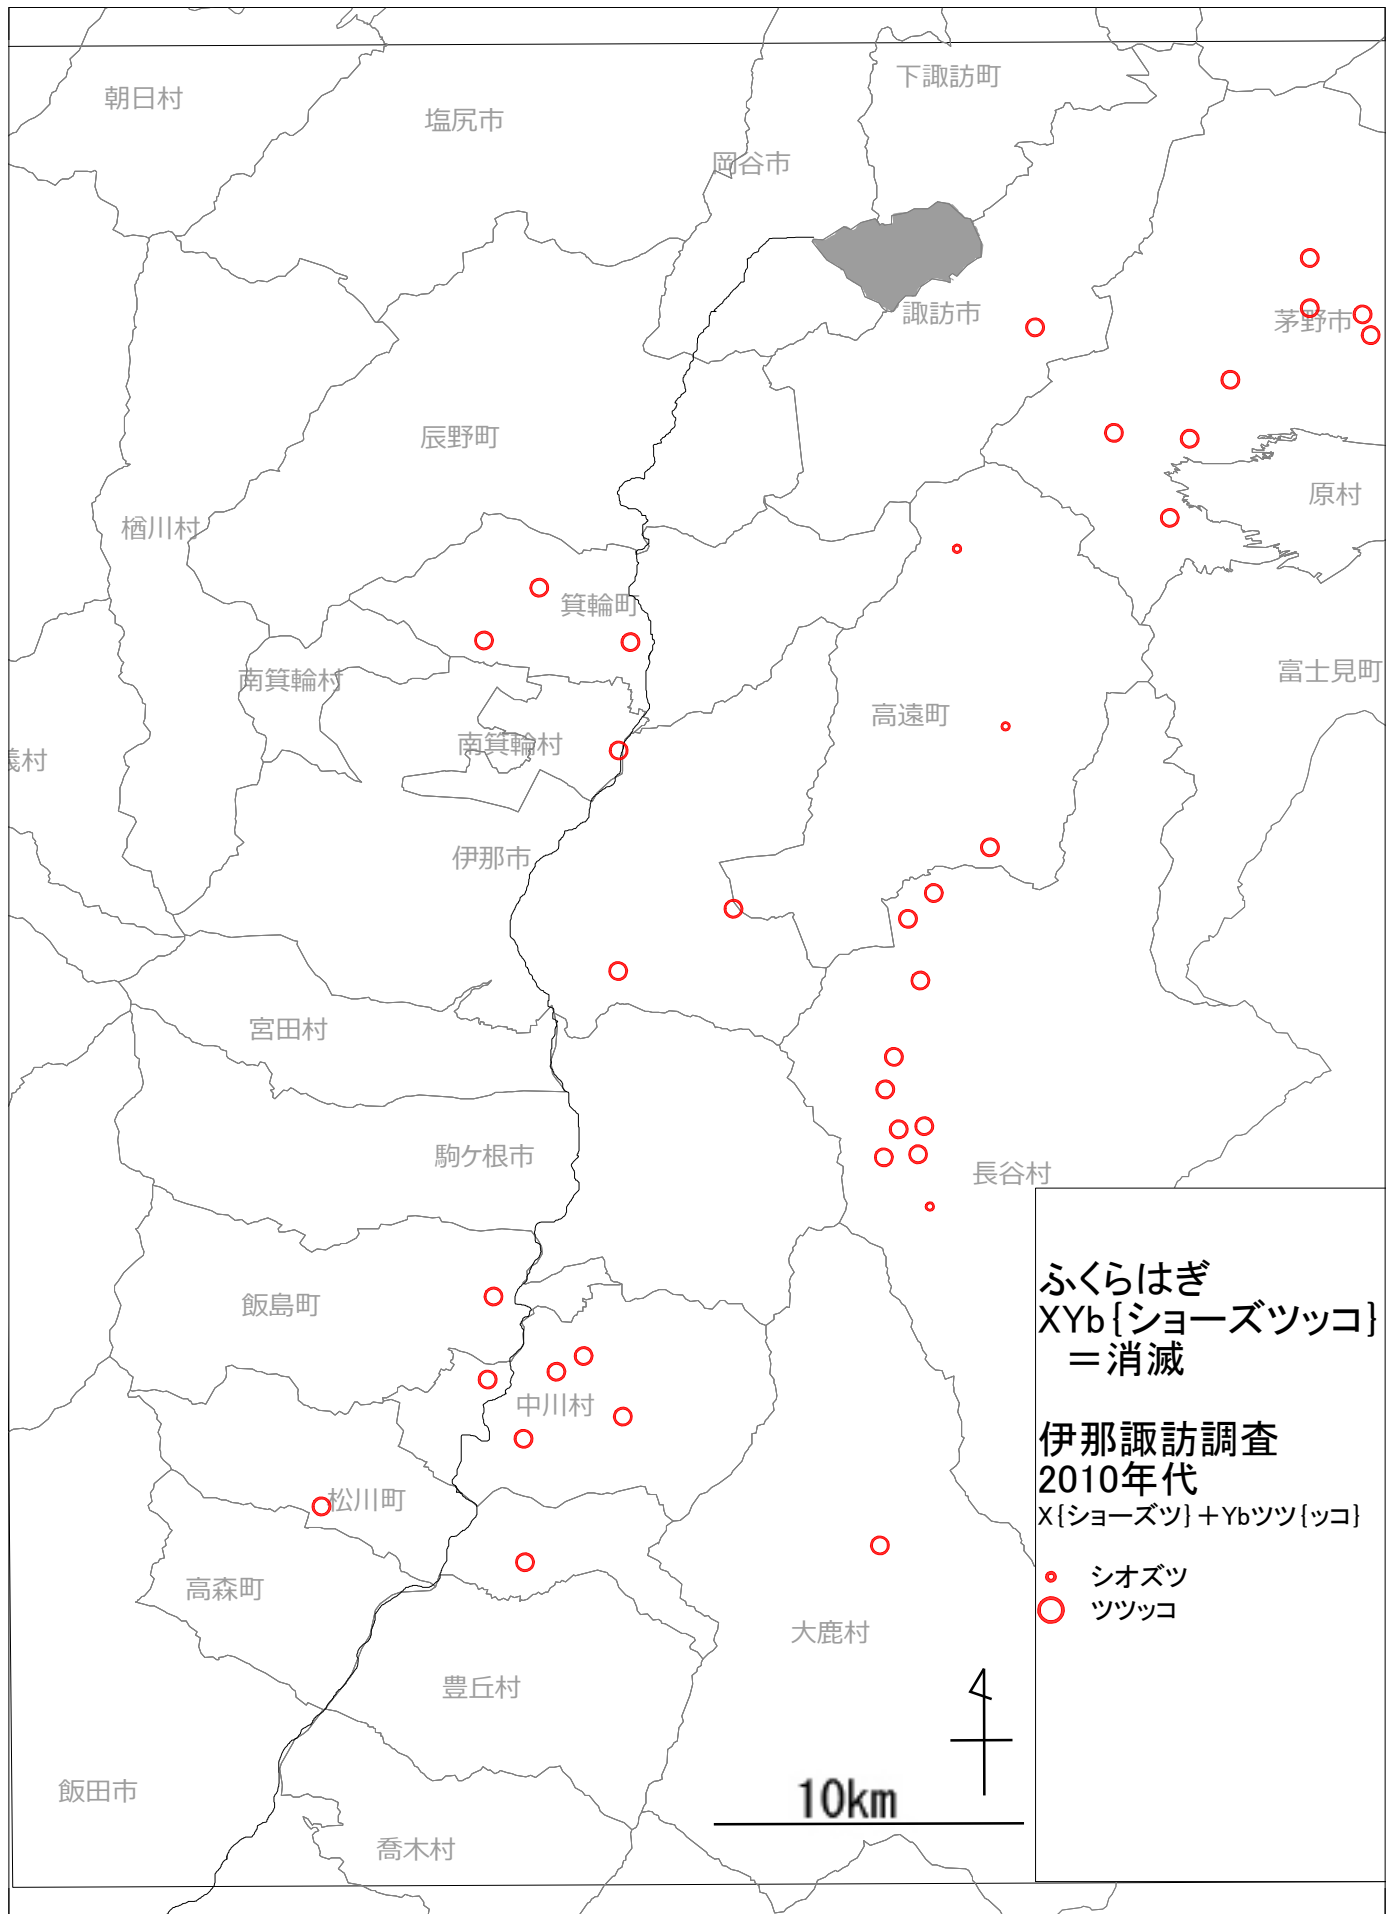 下諏訪町
朝日村
塩尻市
岡谷市
諏訪市
茅野市
辰野町
原村
楢川村
箕輪町
南箕輪村
富士見町
高遠町
南箕輪村
義村
伊那市
宮田村
駒ケ根市
長谷村
飯島町
中川村
松川町
高森町
大鹿村
豊丘村
飯田市
喬木村
10km
ふくらはぎ
XYb{ショーズツッコ}
＝消滅
伊那諏訪調査
2010年代
X{ショーズツ}＋Ybツツ{ッコ}
シオズツ
ツツッコ